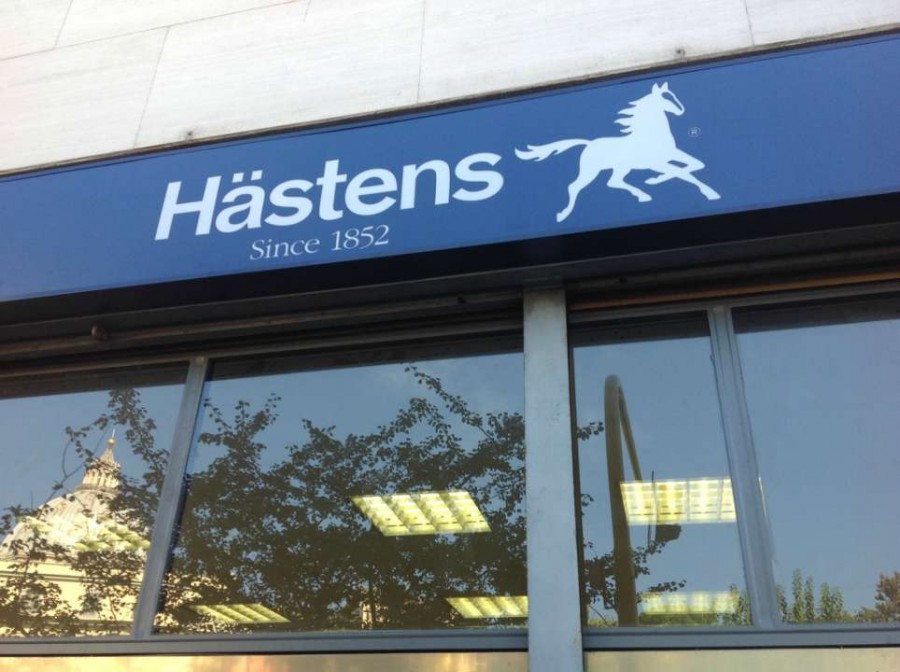 Hästens ®
Since 1852